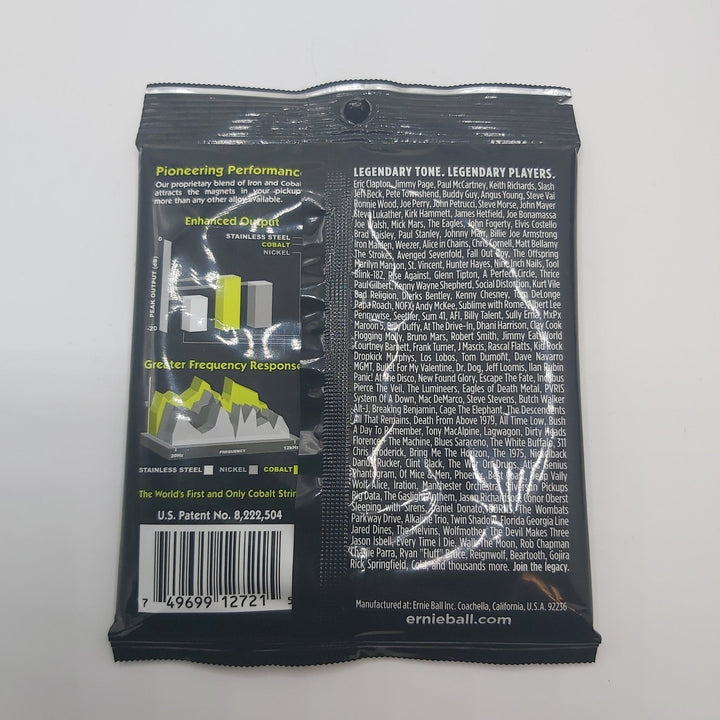 Pioneering Performanc
Our proprietary blend of Iron and Cobal
attracts the magnets in your pickup
more than any other alloy available.
Enhanced Output
STAINLESS STEEL
COBALT
NICKEL
PEAK OUTPUT (dB)
0
-20
Greater Frequency Response
30Hz
FREQUENCY
12kHz
STAINLESS STEEL NICKEL COBALT
The World's First and Only Cobalt Strin
U.S. Patent No. 8,222,504
7 49699 12721 5
LEGENDARY TONE. LEGENDARY PLAYERS.
Eric Clapton, Jimmy Page, Paul McCartney, Keith Richards, Slash
Jeff Beck, Pete Townshend, Buddy Guy, Angus Young, Steve Vai
Ronnie Wood, Joe Perry, John Petrucci, Steve Morse, John Mayer
Steve Lukather, Kirk Hammett, James Hetfield, Joe Bonamassa
Joe Walsh, Mick Mars, The Eagles, John Fogerty, Elvis Costello
Brad Paisley, Paul Stanley, Johnny Marr, Billie Joe Armstrong
Iron Maiden, Weezer, Alice in Chains, Chris Cornell, Matt Bellamy
The Strokes, Avenged Sevenfold, Fall Out Boy, The Offspring
Marilyn Manson, St. Vincent, Hunter Hayes, Nine Inch Nails, Tool
Blink-182, Rise Against, Glenn Tipton, A Perfect Circle, Thrice
Paul Gilbert, Kenny Wayne Shepherd, Social Distortion, Kurt Vile
Bad Religion, Dierks Bentley, Kenny Chesney, Tom DeLonge
Papa Roach, NOFX, Andy McKee, Sublime with Rome, Albert Lee
Pennywise, Seether, Sum 41, AFI, Billy Talent, Sully Erna, MxPx
Maroon 5, Duffy, At The Drive-In, Dhani Harrison, Clay Cook
Flogging Molly, Bruno Mars, Robert Smith, Jimmy Eat World
Courtney Barnett, Frank Turner, J Mascis, Rascal Flatts, Kid Rock
Dropkick Murphys, Los Lobos, Tom Dumont, Dave Navarro
MGMT, Bullet For My Valentine, Dr. Dog, Jeff Loomis, Ilan Rubin
Panic! At The Disco, New Found Glory, Escape The Fate, Incubus
Pierce The Veil, The Lumineers, Eagles of Death Metal, PVRIS
System Of A Down, Mac DeMarco, Steve Stevens, Butch Walker
Alt-J, Breaking Benjamin, Cage The Elephant, The Descendents
All That Remains, Death From Above 1979, All Time Low, Bush
A Day To Remember, Tony MacAlpine, Lagwagon, Dirty Heads
Florence + The Machine, Blues Saraceno, The White Buffalo, 311
Chris Broderick, Bring Me The Horizon, The 1975, Jim
Darius Rucker, Clint Black, The Genius
Phantogram, Of Mice & Men, Phoenix, Vally
Wolf Alice, Iration, Manchester Orchestra, Silversun Pickups
Big Data, The Gaslight Anthem, Jason Richardson, Conor Oberst
Sleeping With Sirens, Daniel Donato, The Wombats
Parkway Drive, Alkaline Trio, Twin Shadow, Florida Georgia Line
Jared Dines, The Melvins, Wolfmother, The Devil Makes Three
Jason Isbell, Every Time I Die, Walk The Moon, Rob Chapman
Charlie Parra, Ryan "Fluff" Bruce, Reignwolf, Beartooth, Gojira
Rick Springfield, and thousands more. Join the legacy.
Manufactured at: Ernie Ball Inc. Coachella, California, U.S.A. 92236
ernieball.com